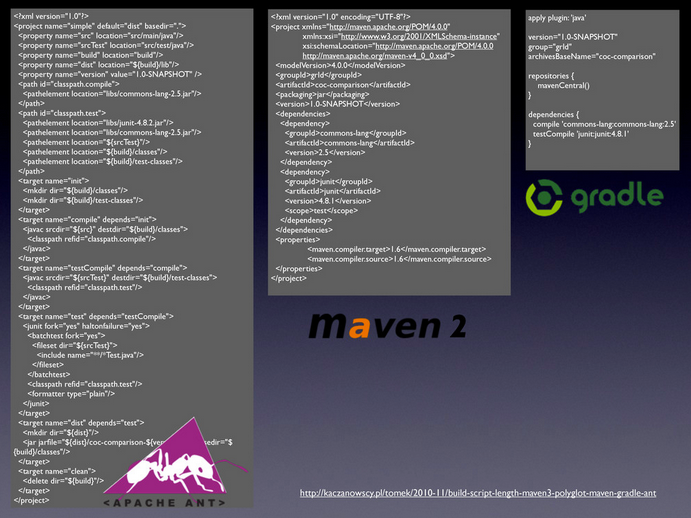 <?xml version="1.0"?>
<project name="simple" default="dist" basedir=".">
<property name="src" location="src/main/java"/>
<property name="srcTest" location="src/test/java"/>
<property name="build" location="build"/>
<property name="dist" location="${build}/lib"/>
<property name="version" value="1.0-SNAPSHOT" />
<path id="classpath.compile">
<pathelement location="libs/commons-lang-2.5.jar"/>
</path>
<path id="classpath.test">
<pathelement location="libs/junit-4.8.2.jar"/>
<pathelement location="libs/commons-lang-2.5.jar"/>
<pathelement location="${srcTest}"/>
<pathelement location="${build}/classes"/>
<pathelement location="${build}/test-classes"/>
</path>
<target name="init">
<mkdir dir="${build}/classes"/>
<mkdir dir="${build}/test-classes"/>
</target>
<target name="compile" depends="init">
<javac srcdir="${src}" destdir="${build}/classes">
<classpath refid="classpath.compile"/>
</javac>
</target>
<target name="testCompile" depends="compile">
<javac srcdir="${srcTest}" destdir="${build}/test-classes">
<classpath refid="classpath.test"/>
</javac>
</target>
<target name="test" depends="testCompile">
<junit fork="yes" haltonfailure="yes">
<batchtest fork="yes">
<fileset dir="${srcTest}">
<include name="**/*Test.java"/>
</fileset>
</batchtest>
<classpath refid="classpath.test"/>
<formatter type="plain"/>
</junit>
</target>
<target name="dist" depends="test">
<mkdir dir="${dist}"/>
<jar jarfile="${dist}/coc-comparison-${ver sedir="$
{build}/classes"/>
</target>
<target name="clean">
<delete dir="${build}"/>
</target>
</project>
<APACHE ANT>
<?xml version="1.0" encoding="UTF-8"?>
<project xmlns="http://maven.apache.org/POM/4.0.0"
xmlns:xsi="http://www.w3.org/2001/XMLSchema-instance"
xsi:schemaLocation="http://maven.apache.org/POM/4.0.0
http://maven.apache.org/maven-v4_0_0.xsd">
<modelVersion>4.0.0</modelVersion>
<groupId>grld</groupId>
<artifactId>coc-comparison</artifactId>
<packaging>jar</packaging>
<version>1.0-SNAPSHOT</version>
<dependencies>
<dependency>
<groupId>commons-lang</groupId>
<artifactId>commons-lang</artifactId>
<version>2.5</version>
</dependency>
<dependency>
<groupId>junit</groupId>
<artifactId>junit</artifactId>
<version>4.8.1</version>
<scope>test</scope>
</dependency>
</dependencies>
<properties>
<maven.compiler.target>1.6</maven.compiler.target>
<maven.compiler.source>1.6</maven.compiler.source>
</properties>
</project>
maven 2
apply plugin: 'java'
version="1.0-SNAPSHOT"
group="grld"
archivesBaseName="coc-comparison"
repositories {
mavenCentral()
}
dependencies {
compile 'commons-lang:commons-lang:2.5'
testCompile 'junit:junit:4.8.1'
}
gradle
http://kaczanowscy.pl/tomek/2010-11/build-script-length-maven3-polyglot-maven-gradle-ant